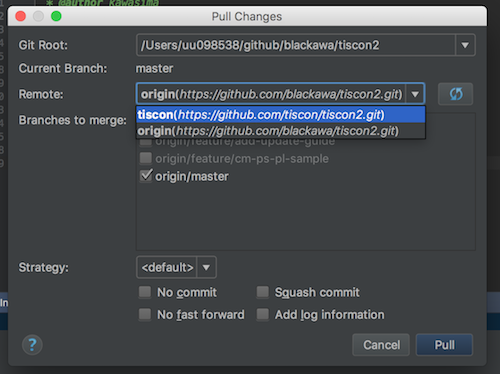 * @author kawasima
Pull Changes
Git Root: /Users/uu098538/github/blackawa/tiscon2
Current Branch: master
Remote: origin(https://github.com/blackawa/tiscon2.git)
tiscon(https://github.com/tiscon/tiscon2.git)
Branches to merge: origin(https://github.com/blackawa/tiscon2.git)
origin/feature/add-update-guide
origin/feature/cm-ps-pl-sample
origin/master
Strategy: <default>
No commit Squash commit
No fast forward Add log information
In
? Cancel Pull